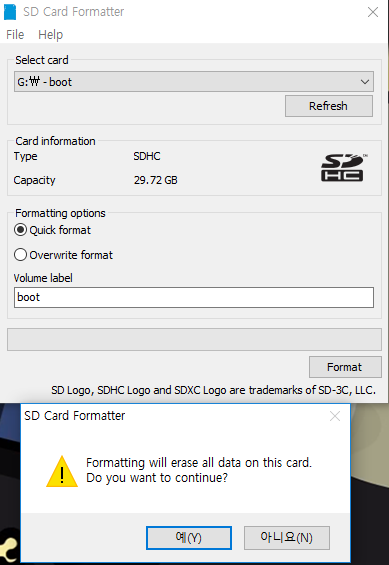 SD Card Formatter
File Help
Select card
G:₩ - boot
Refresh
Card information
Type SDHC
SD HC
™
Capacity 29.72 GB
Formatting options
Quick format
Overwrite format
Volume label
boot
Format
SD Logo, SDHC Logo and SDXC Logo are trademarks of SD-3C, LLC.
SD Card Formatter
Formatting will erase all data on this card.
Do you want to continue?
예(Y) 아니요(N)